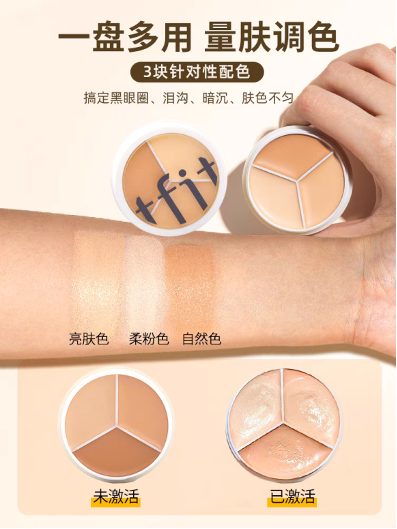 一盘多用 量肤调色
3块针对性配色
搞定黑眼圈、泪沟、暗沉、肤色不匀
tfit
亮肤色 柔粉色 自然色
未激活 已激活